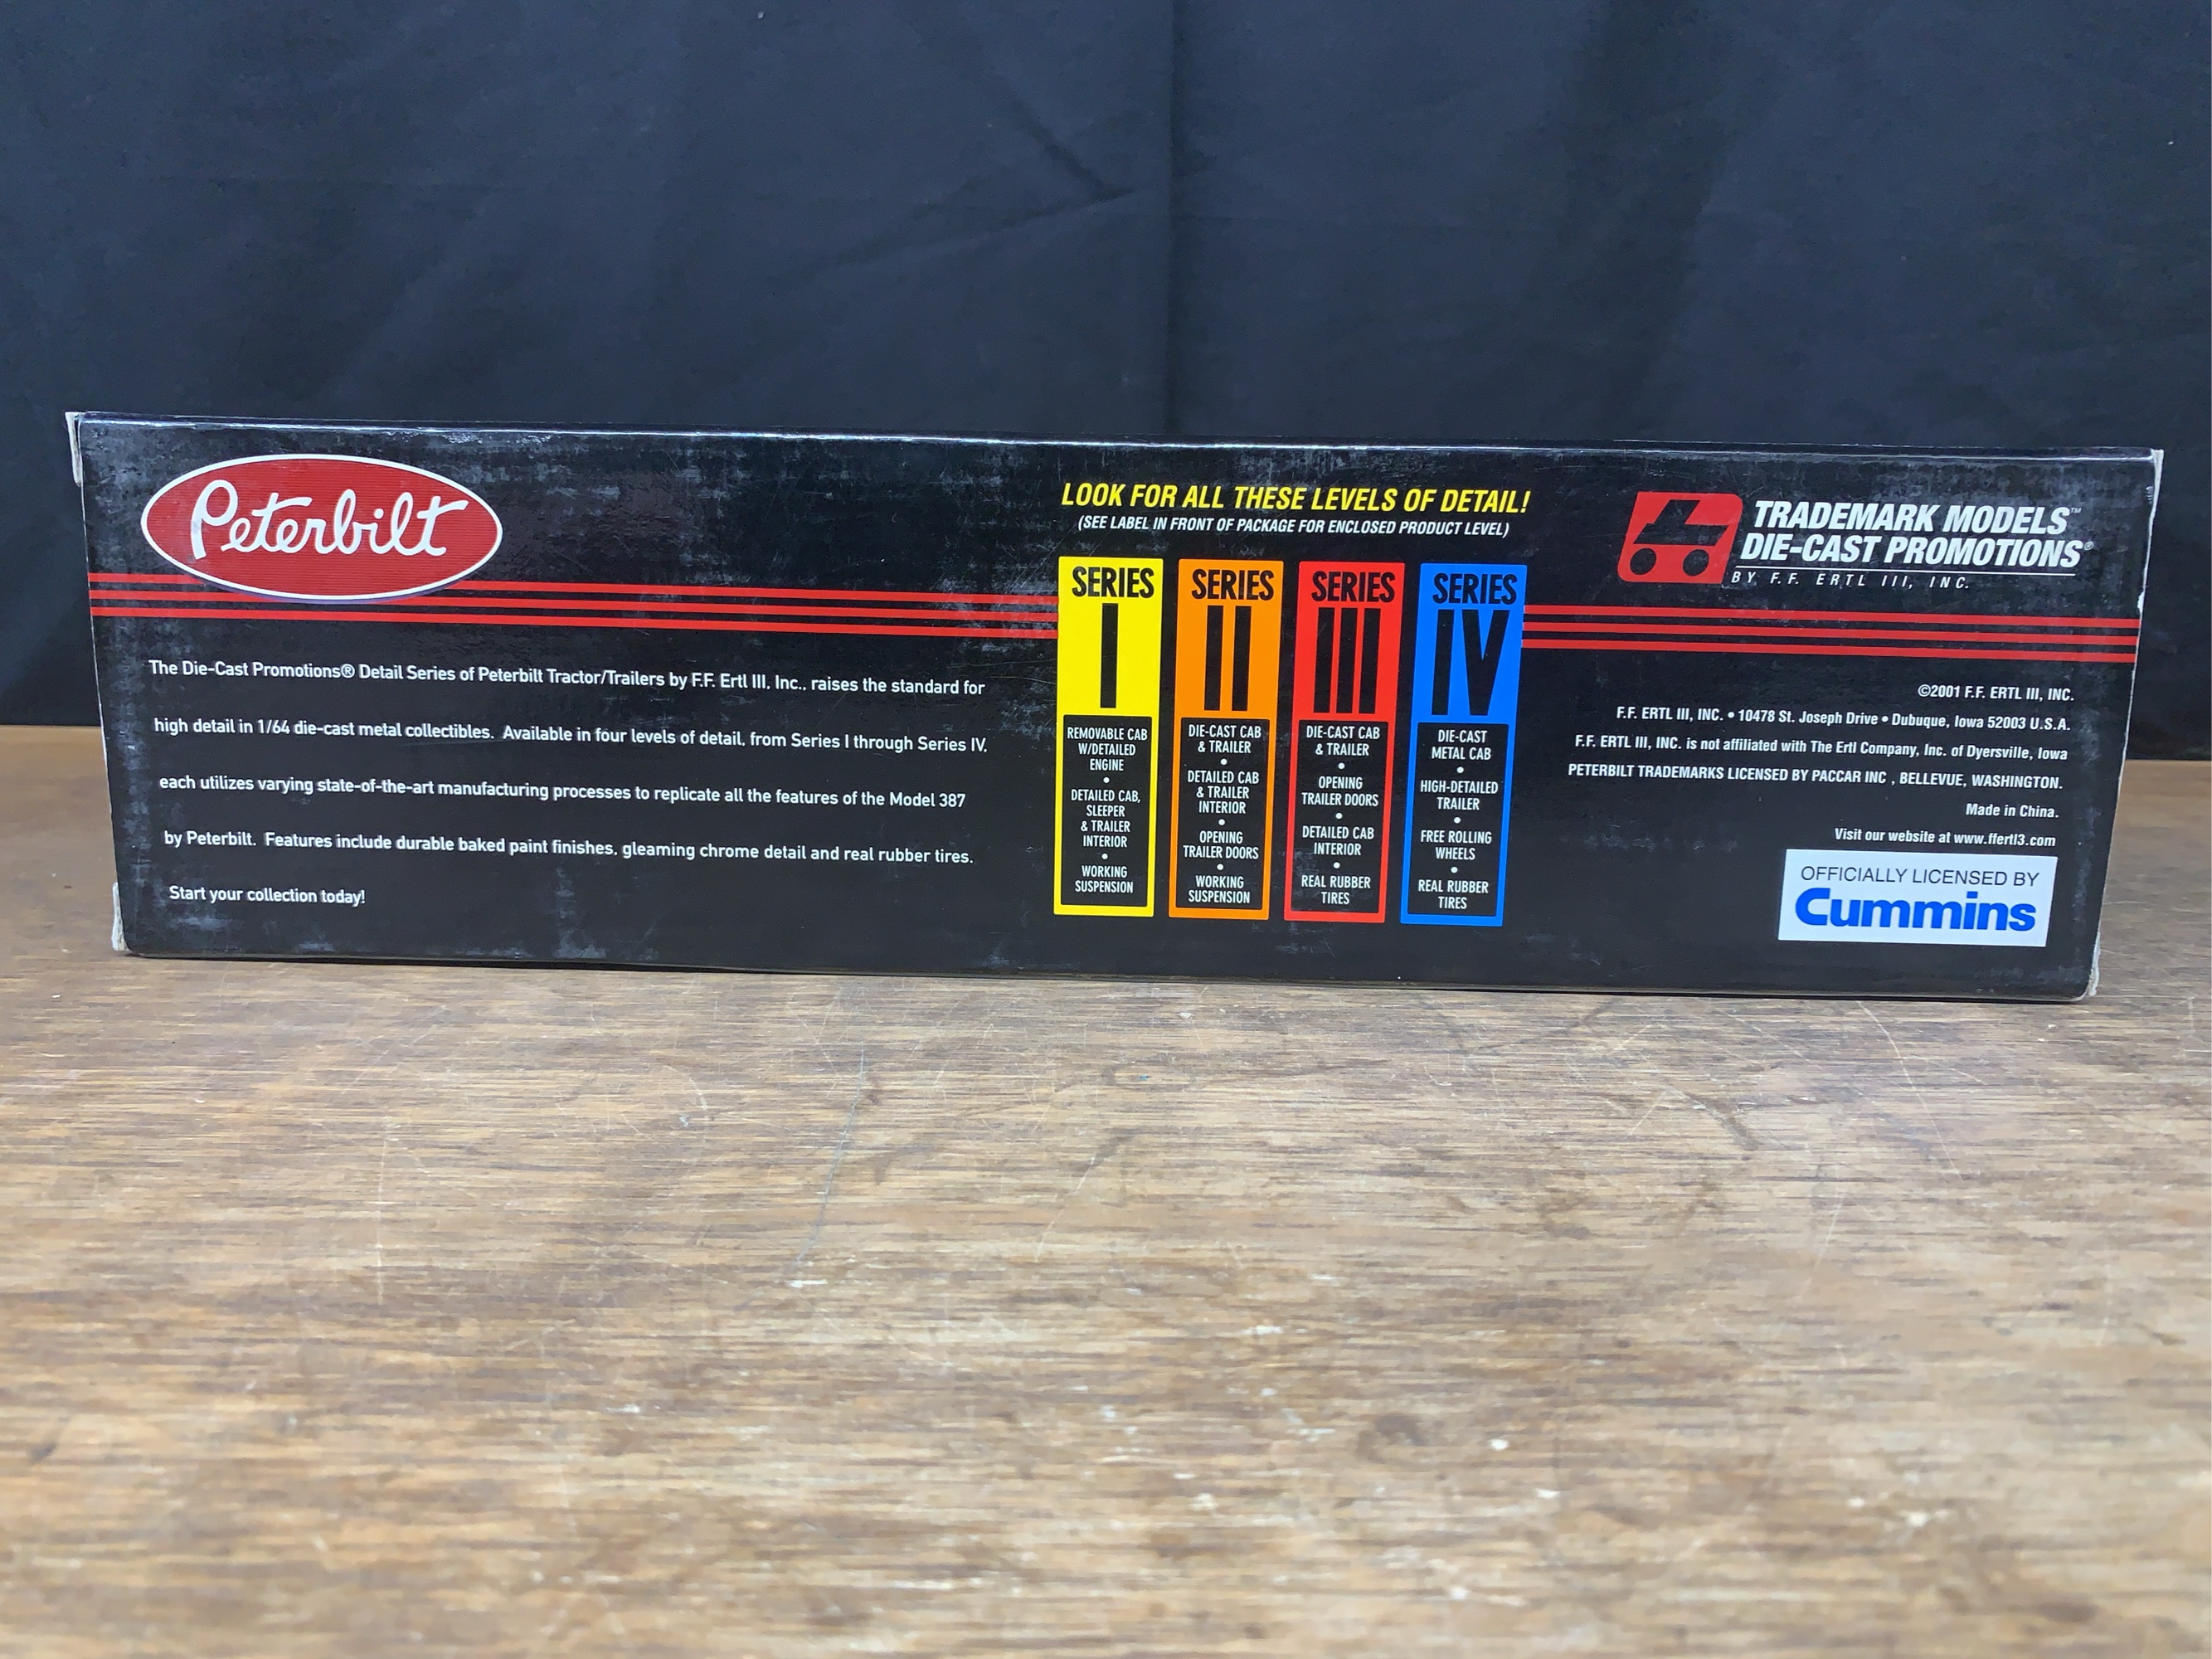 Peterbilt
The Die-Cast Promotions® Detail Series of Peterbilt Tractor/Trailers by F.F. Ertl III, Inc., raises the standard for
high detail in 1/64 die-cast metal collectibles. Available in four levels of detail, from Series I through Series IV,
each utilizes varying state-of-the-art manufacturing processes to replicate all the features of the Model 387
by Peterbilt. Features include durable baked paint finishes, gleaming chrome detail and real rubber tires.
Start your collection today!
LOOK FOR ALL THESE LEVELS OF DETAIL!
(SEE LABEL IN FRONT OF PACKAGE FOR ENCLOSED PRODUCT LEVEL)
SERIES
I
REMOVABLE CAB
W/DETAILED
ENGINE
•
DETAILED CAB,
SLEEPER
& TRAILER
INTERIOR
•
WORKING
SUSPENSION
SERIES
II
DIE-CAST CAB
& TRAILER
•
DETAILED CAB
& TRAILER
INTERIOR
•
OPENING
TRAILER DOORS
•
WORKING
SUSPENSION
SERIES
III
DIE-CAST CAB
& TRAILER
•
OPENING
TRAILER DOORS
•
DETAILED CAB
INTERIOR
•
REAL RUBBER
TIRES
SERIES
IV
DIE-CAST
METAL CAB
•
HIGH-DETAILED
TRAILER
•
FREE ROLLING
WHEELS
•
REAL RUBBER
TIRES
TRADEMARK MODELS™
DIE-CAST PROMOTIONS®
BY F.F. ERTL III, INC.
©2001 F.F. ERTL III, INC.
F.F. ERTL III, INC. • 10478 St. Joseph Drive • Dubuque, Iowa 52003 U.S.A.
F.F. ERTL III, INC. is not affiliated with The Ertl Company, Inc. of Dyersville, Iowa
PETERBILT TRADEMARKS LICENSED BY PACCAR INC , BELLEVUE, WASHINGTON.
Made in China.
Visit our website at www.ffertl3.com
OFFICIALLY LICENSED BY
Cummins